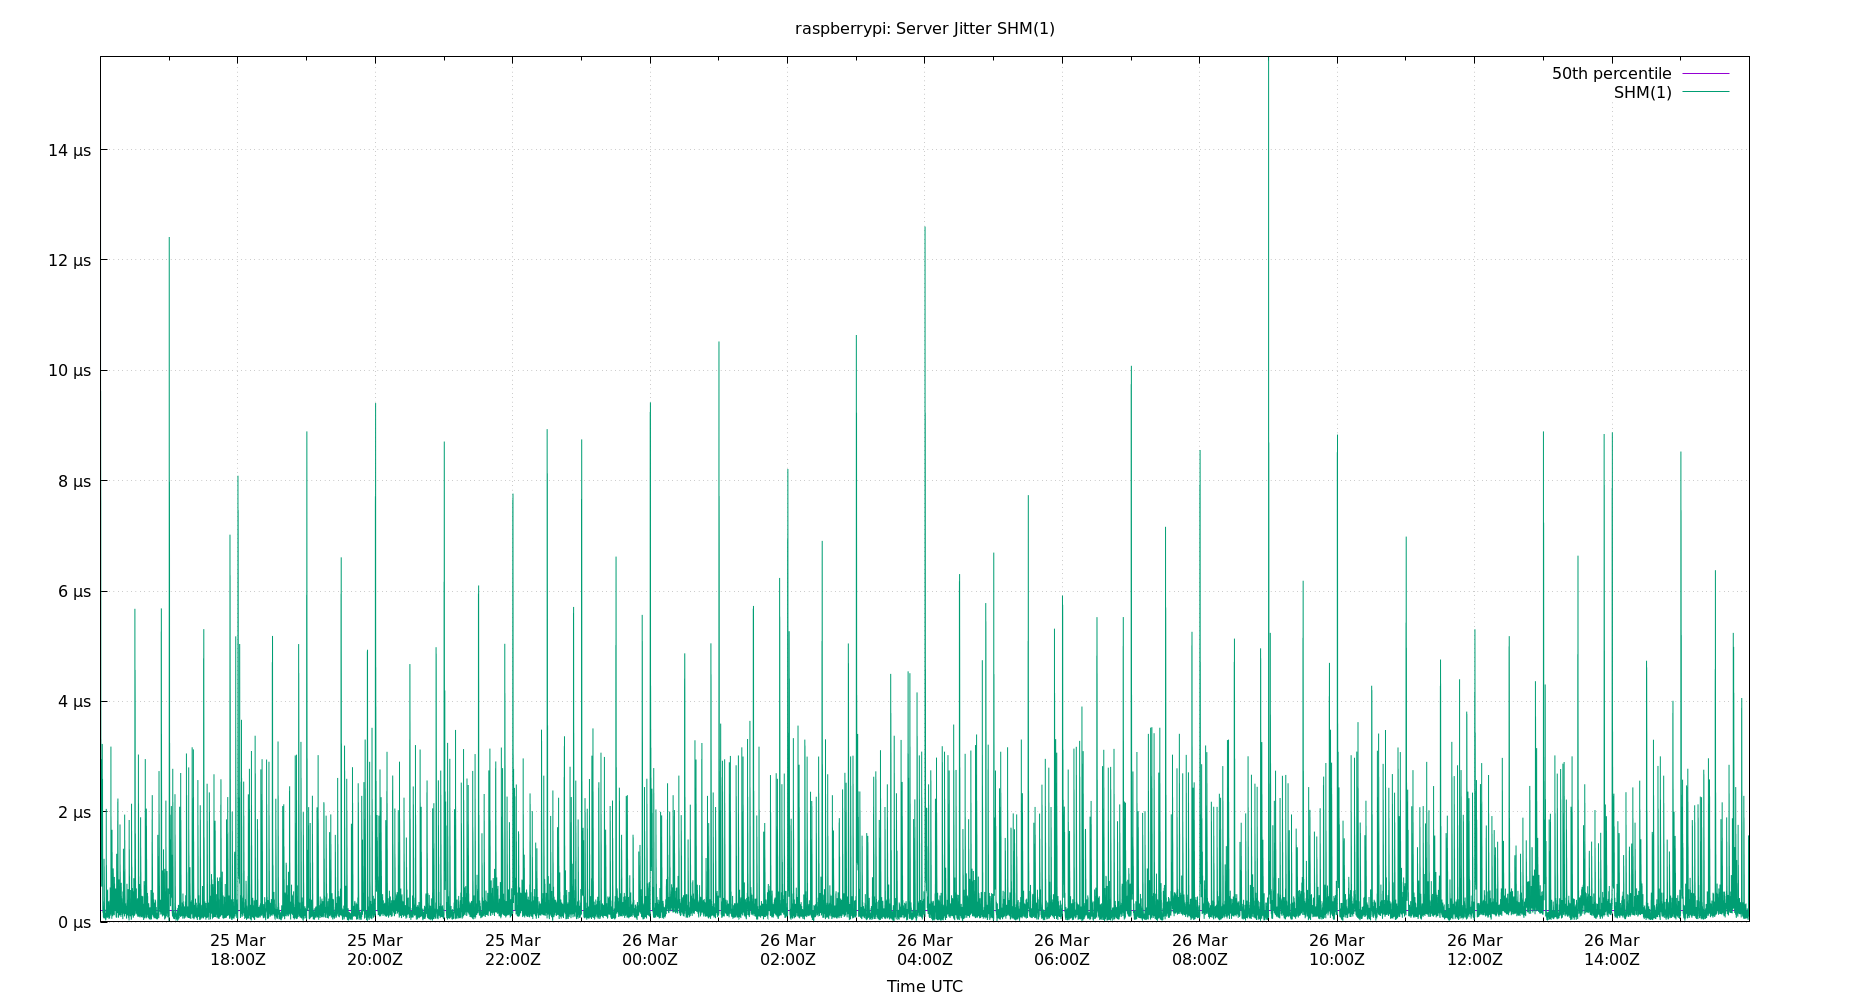 raspberrypi: Server Jitter SHM(1)
50th percentile
SHM(1)
14 µs
12 µs
10 µs
8 µs
6 µs
4 µs
2 µs
0 µs
25 Mar
18:00Z
25 Mar
20:00Z
25 Mar
22:00Z
26 Mar
00:00Z
26 Mar
02:00Z
26 Mar
04:00Z
26 Mar
06:00Z
26 Mar
08:00Z
26 Mar
10:00Z
26 Mar
12:00Z
26 Mar
14:00Z
Time UTC